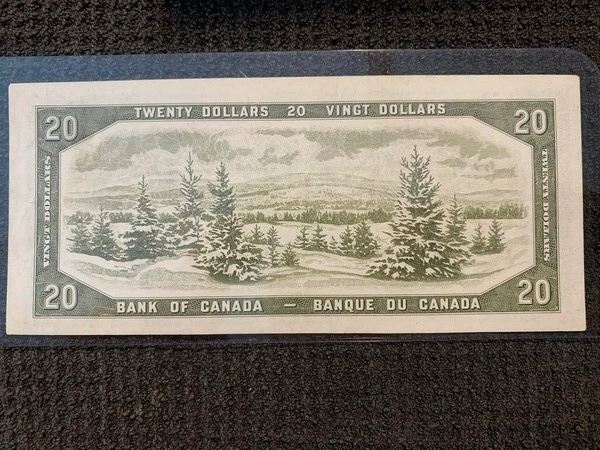 TWENTY DOLLARS 20 VINGT DOLLARS
20
20
VINGT DOLLARS
TWENTY DOLLARS
20
20
BANK OF CANADA — BANQUE DU CANADA